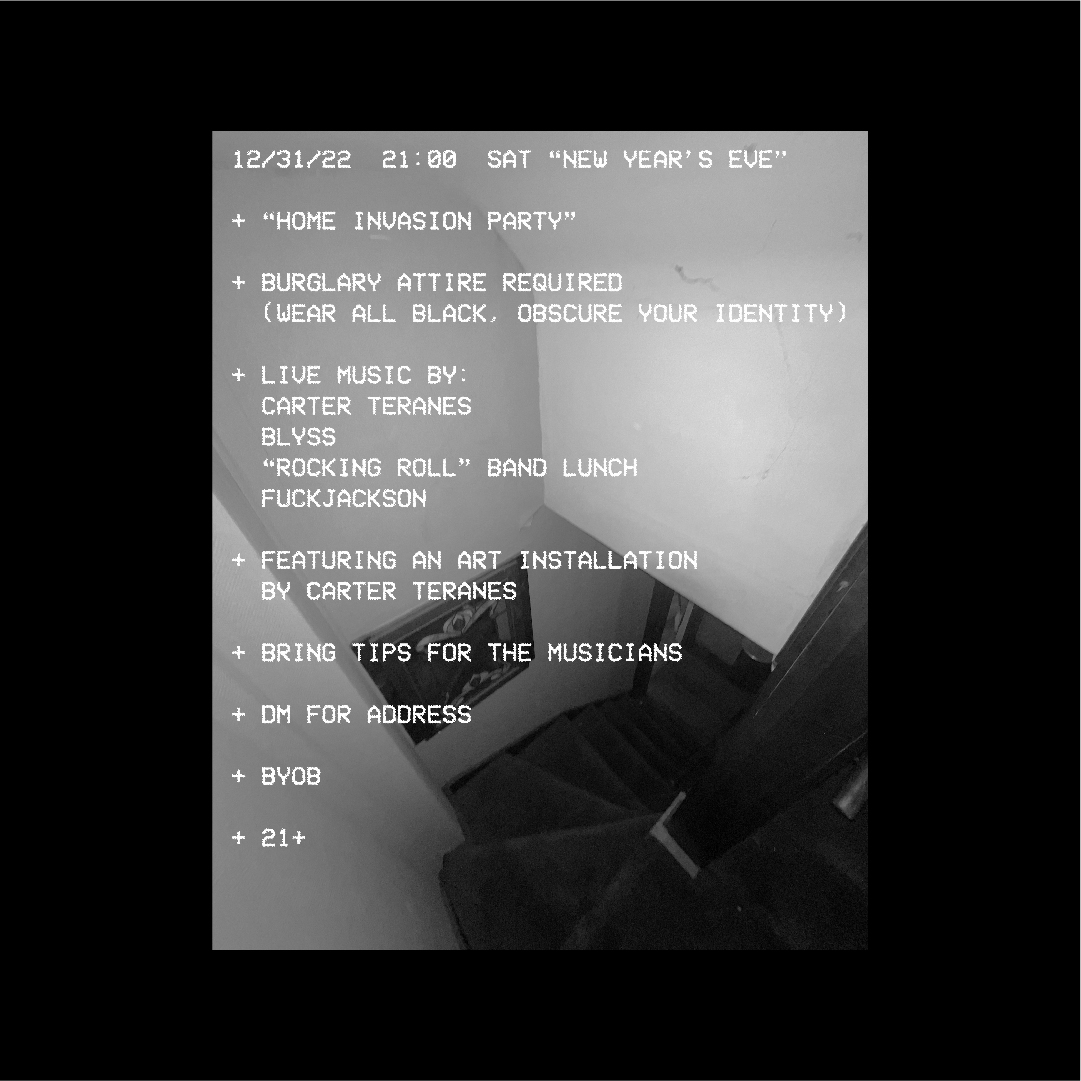 12/31/22 21:00 SAT “NEW YEAR’S EVE”
+ “HOME INVASION PARTY”
+ BURGLARY ATTIRE REQUIRED
(WEAR ALL BLACK, OBSCURE YOUR IDENTITY)
+ LIVE MUSIC BY:
CARTER TERANES
BLYSS
“ROCKING ROLL” BAND LUNCH
FUCKJACKSON
+ FEATURING AN ART INSTALLATION
BY CARTER TERANES
+ BRING TIPS FOR THE MUSICIANS
+ DM FOR ADDRESS
+ BYOB
+ 21+